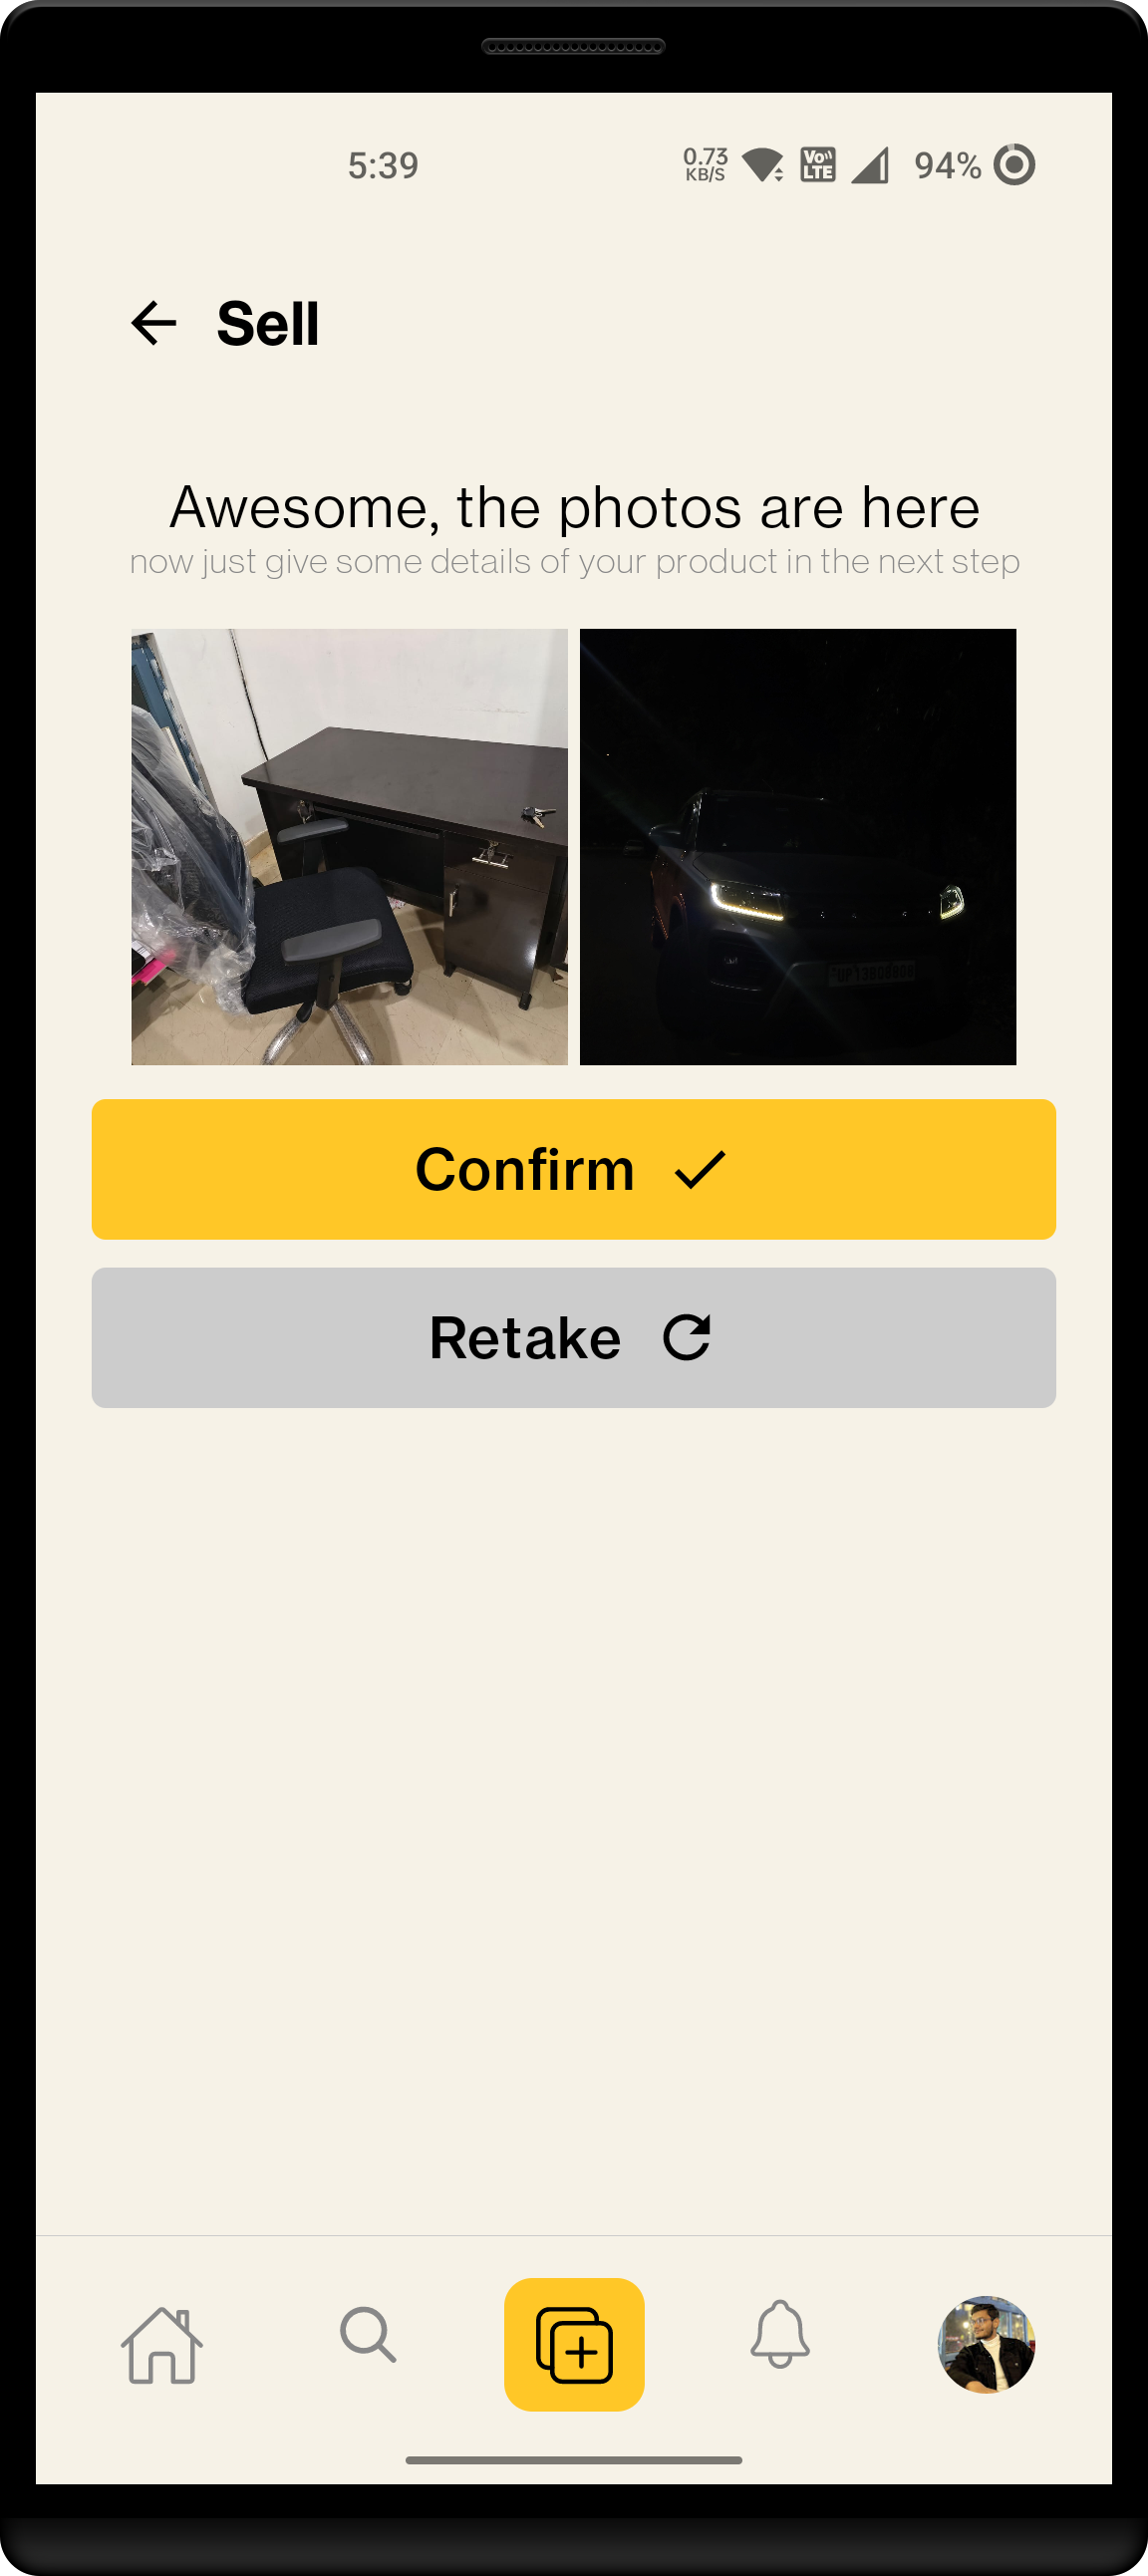 5:39
0.73
KB/S
Vo))
LTE
94%
Sell
Awesome, the photos are here
now just give some details of your product in the next step
Confirm
Retake